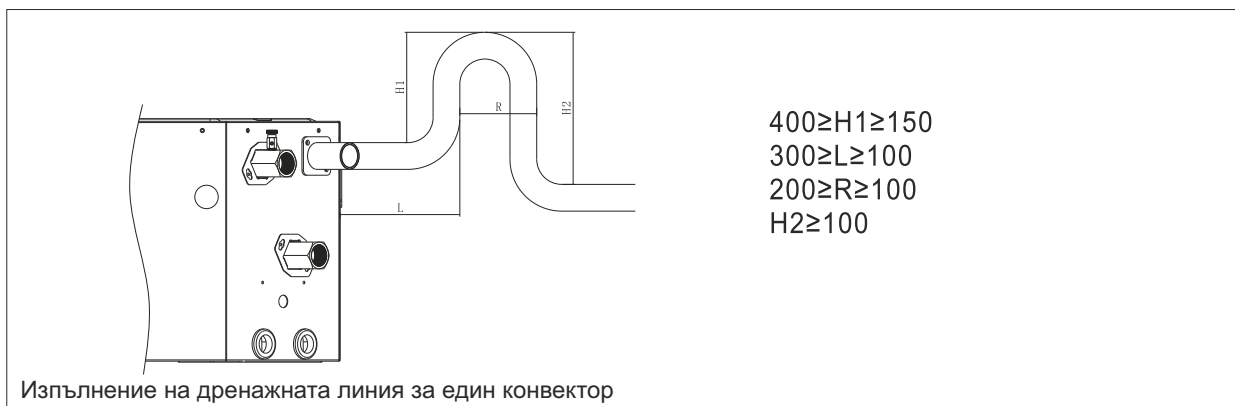 H1
R
H2
L
400≥H1≥150
300≥L≥100
200≥R≥100
H2≥100
Изпълнение на дренажната линия за един конвектор